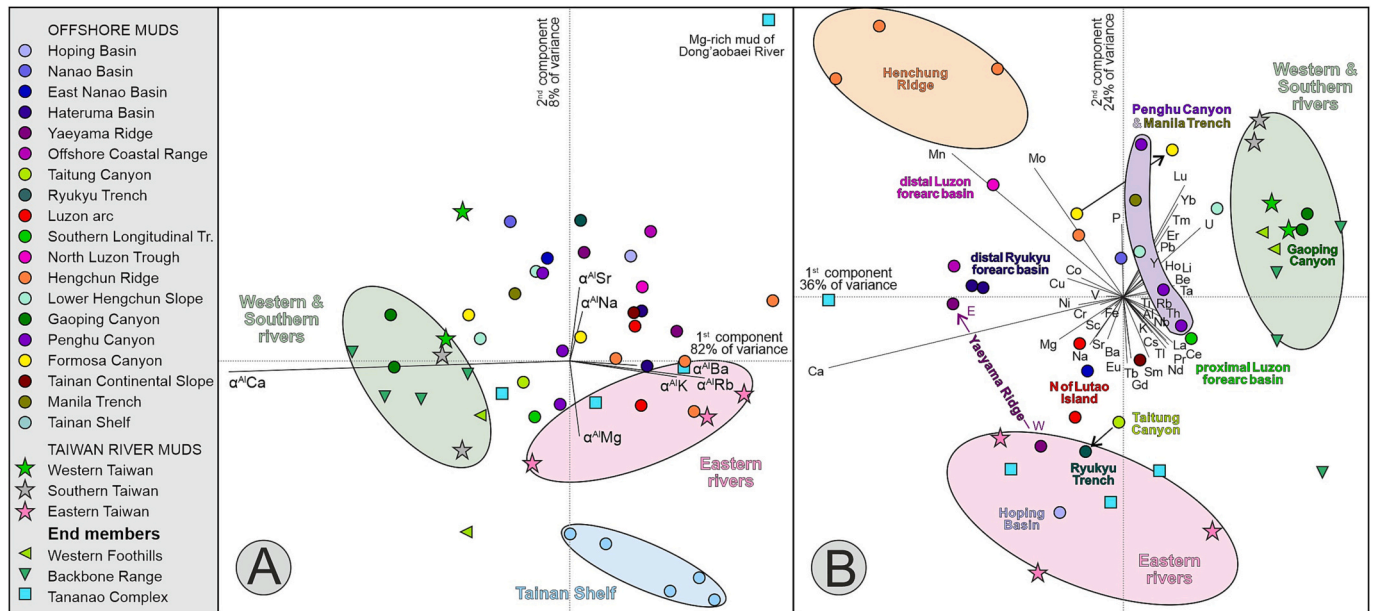 OFFSHORE MUDS
Hoping Basin
Nanao Basin
East Nanao Basin
Hateruma Basin
Yaeyama Ridge
Offshore Coastal Range
Taitung Canyon
Ryukyu Trench
Luzon arc
Southern Longitudinal Tr.
North Luzon Trough
Hengchun Ridge
Lower Hengchun Slope
Gaoping Canyon
Penghu Canyon
Formosa Canyon
Tainan Continental Slope
Manila Trench
Tainan Shelf
TAIWAN RIVER MUDS
Western Taiwan
Southern Taiwan
Eastern Taiwan
End members
Western Foothills
Backbone Range
Tananao Complex
2nd component
8% of variance
Mg-rich mud of
Dong'aobaei River
αAlSr
αAlNa
Western &
Southern
rivers
1st component
82% of variance
αAlCa
αAlBa
αAlK
αAlRb
αAlMg
Eastern
rivers
Tainan Shelf
A
2nd component
24% of variance
Henchung
Ridge
Penghu Canyon
& Manila Trench
Western &
Southern
rivers
Mn
Mo
Lu
distal Luzon
forearc basin
Yb
P
Tm
U
Er
Pb
Gaoping
Canyon
distal Ryukyu
forearc basin
Y
Ho
Li
Co
Be
1st component
36% of variance
Cu
Ta
V
Ni
Ti
Rb
E
Cr
Fe
Al
Th
Sc
Nb
K
Mg
Sr
Cs
La
Na
Ba
Tl
Ce
Ca
Eu
Pr
Tb
Sm
Nd
Gd
proximal Luzon
forearc basin
Yaeyama Ridge
N of Lutao
Island
W
Taitung
Canyon
Ryukyu
Trench
Hoping
Basin
Eastern
rivers
B